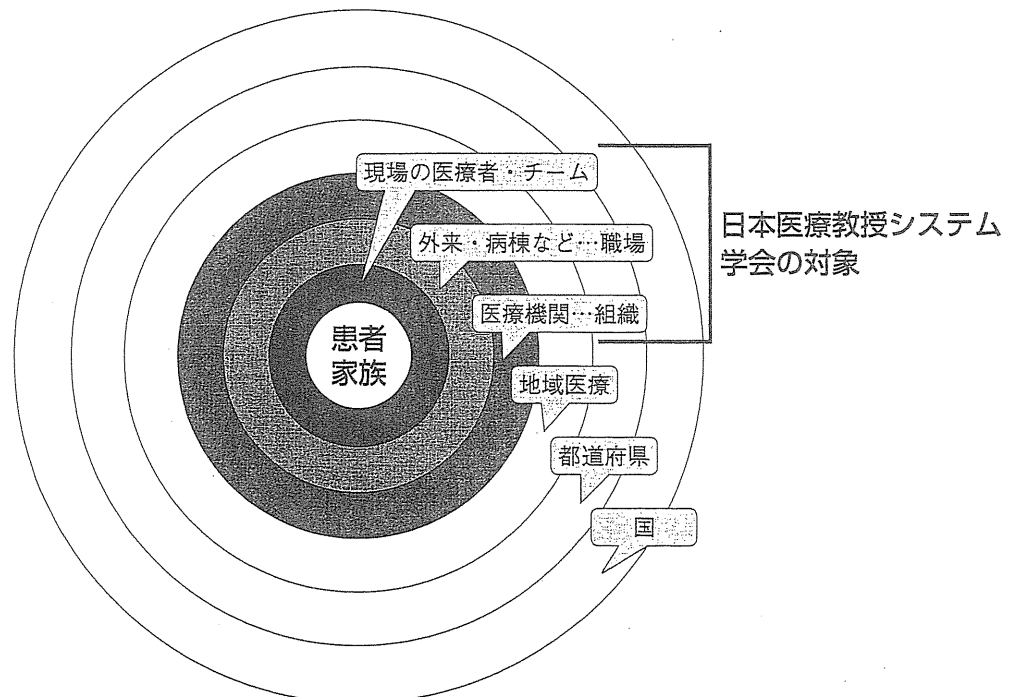 現場の医療者・チーム
外来・病棟など…職場
日本医療教授システム
学会の対象
医療機関…組織
患者
家族
地域医療
都道府県
国